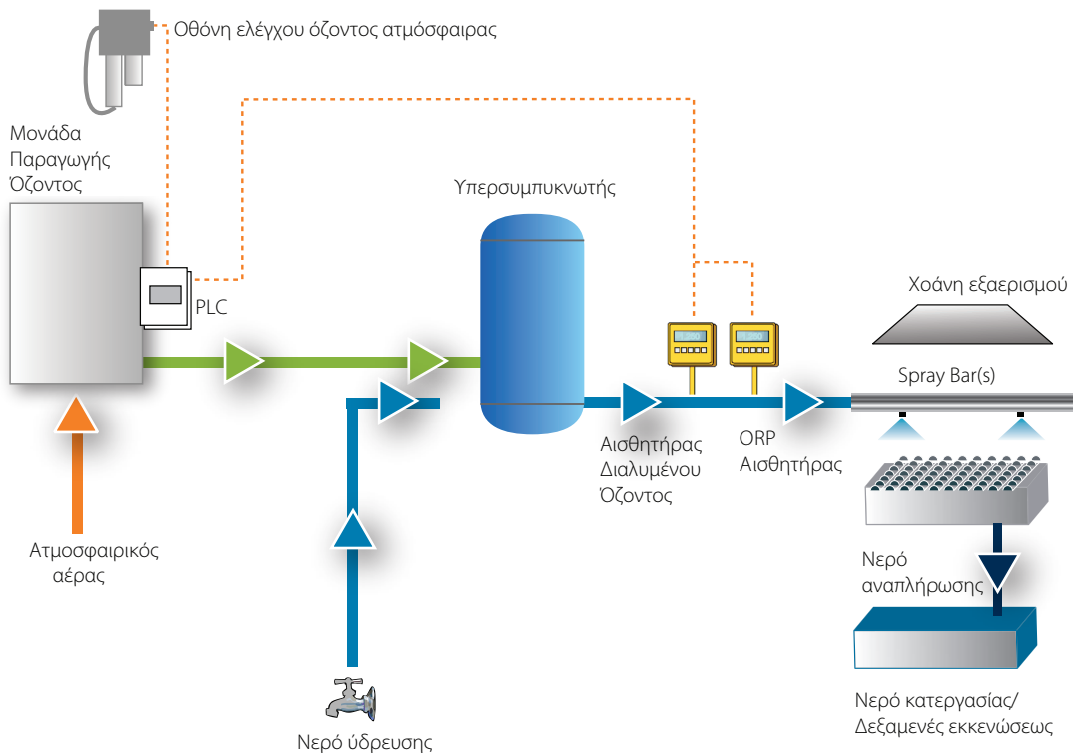 Οθόνη ελέγχου όζοντος ατμόσφαιρας
Μονάδα
Παραγωγής
Όζοντος
Υπερσυμπυκνωτής
PLC
Χοάνη εξαερισμού
Spray Bar(s)
Αισθητήρας
Διαλυμένου
Όζοντος
ORP
Αισθητήρας
Ατμοσφαιρικός
αέρας
Νερό
αναπλήρωσης
Νερό κατεργασίας/
Δεξαμενές εκκενώσεως
Νερό ύδρευσης